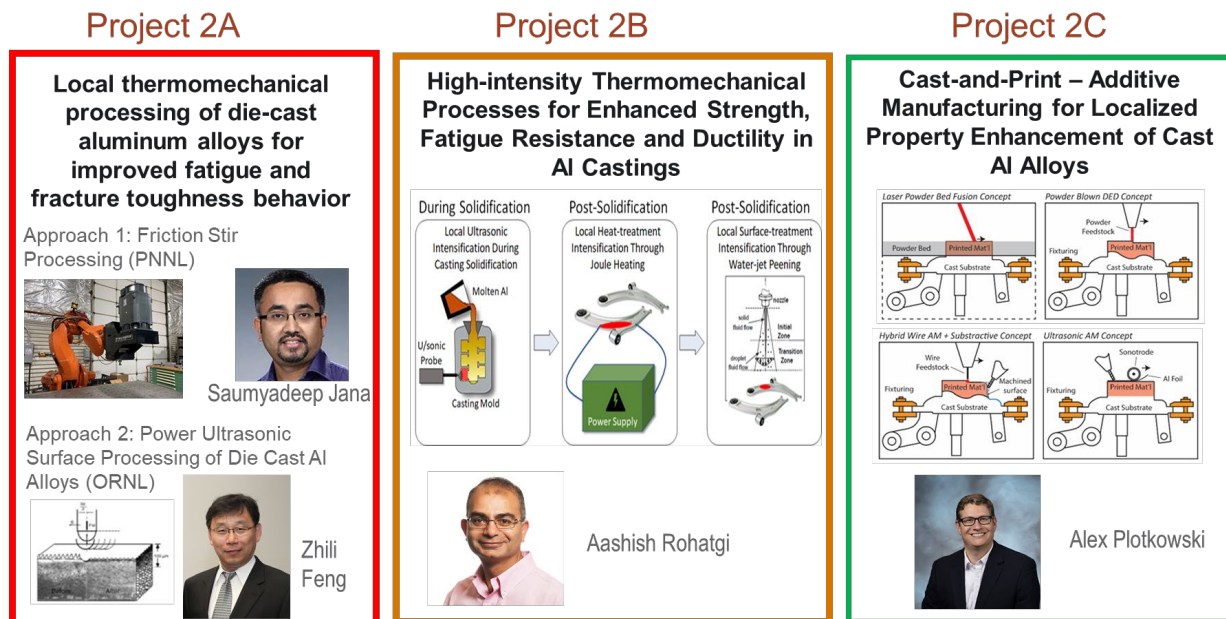 Project 2A
Local thermomechanical
processing of die-cast
aluminum alloys for
improved fatigue and
fracture toughness behavior
Approach 1: Friction Stir
Processing (PNNL)
Saumyadeep Jana
Approach 2: Power Ultrasonic
Surface Processing of Die Cast Al
Alloys (ORNL)
Zhili
Feng
Project 2B
High-intensity Thermomechanical
Processes for Enhanced Strength,
Fatigue Resistance and Ductility in
Al Castings
During Solidification
Local Ultrasonic
Intensification During
Casting Solidification
Molten Al
U/sonic
Probe
Casting Mold
Post-Solidification
Local Heat-treatment
Intensification Through
Joule Heating
Power Supply
Post-Solidification
Local Surface-treatment
Intensification Through
Water-jet Peening
nozzle
solid
fluid flow
Initial
Zone
Transition
Zone
droplet
fluid flow
Aashish Rohatgi
Project 2C
Cast-and-Print – Additive
Manufacturing for Localized
Property Enhancement of Cast
Al Alloys
Laser Powder Bed Fusion Concept
Powder Bed
Printed Mat'l
Cast Substrate
Powder Blown DED Concept
Powder
Feedstock
Fixturing
Printed Mat'l
Cast Substrate
Hybrid Wire AM + Substractive Concept
Wire
Feedstock
Fixturing
Machined
surface
Printed Mat'l
Cast Substrate
Ultrasonic AM Concept
Sonotrode
Al Foil
Fixturing
Printed Mat'l
Cast Substrate
Alex Plotkowski